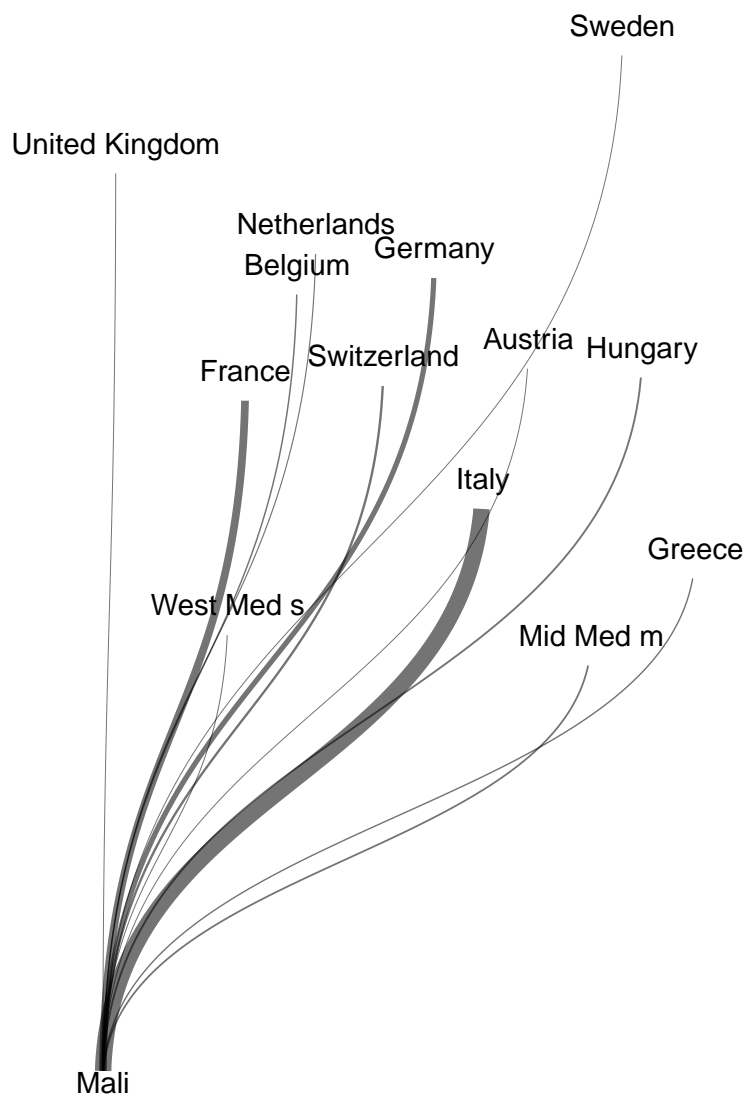 Sweden
United Kingdom
Netherlands
Germany
Belgium
Austria
Hungary
Switzerland
France
Italy
Greece
West Med s
Mid Med m
Mali